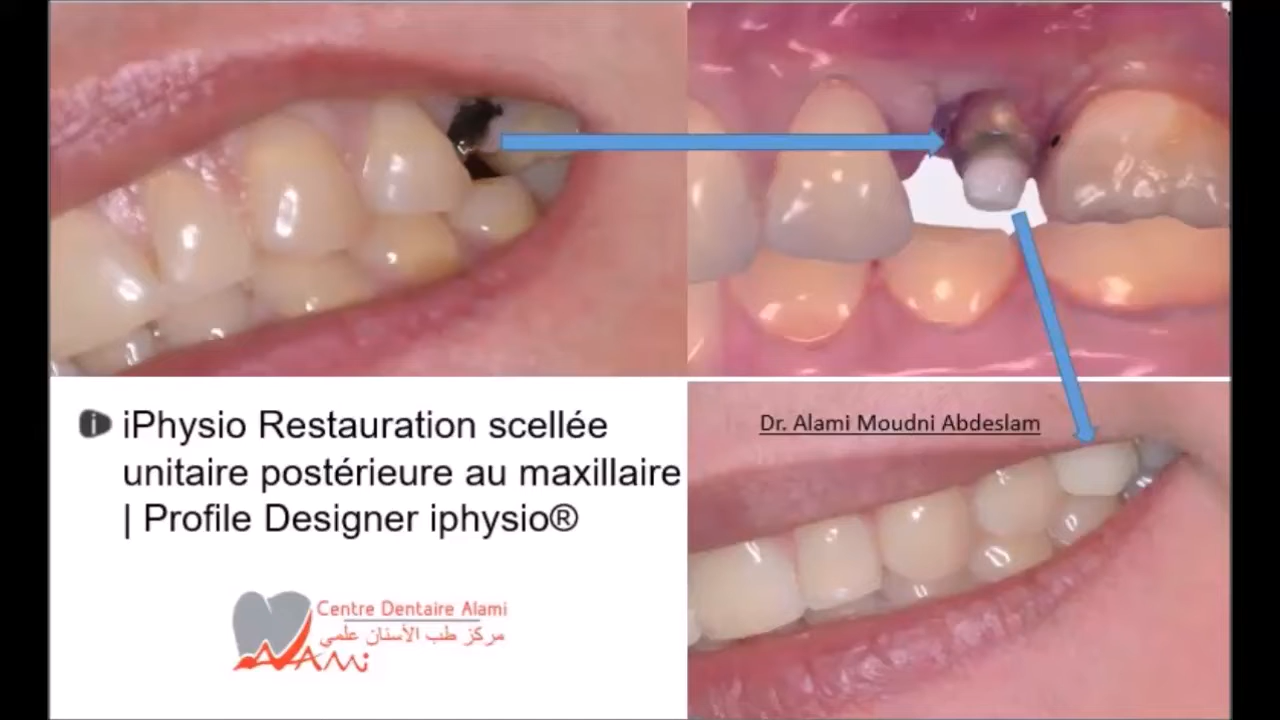 Dr. Alami Moudni Abdeslam
iPhysio Restauration scellée
unitaire postérieure au maxillaire
| Profile Designer iphysio®
Centre Dentaire Alami
مركز طب الأسنان علمي
ALAMi